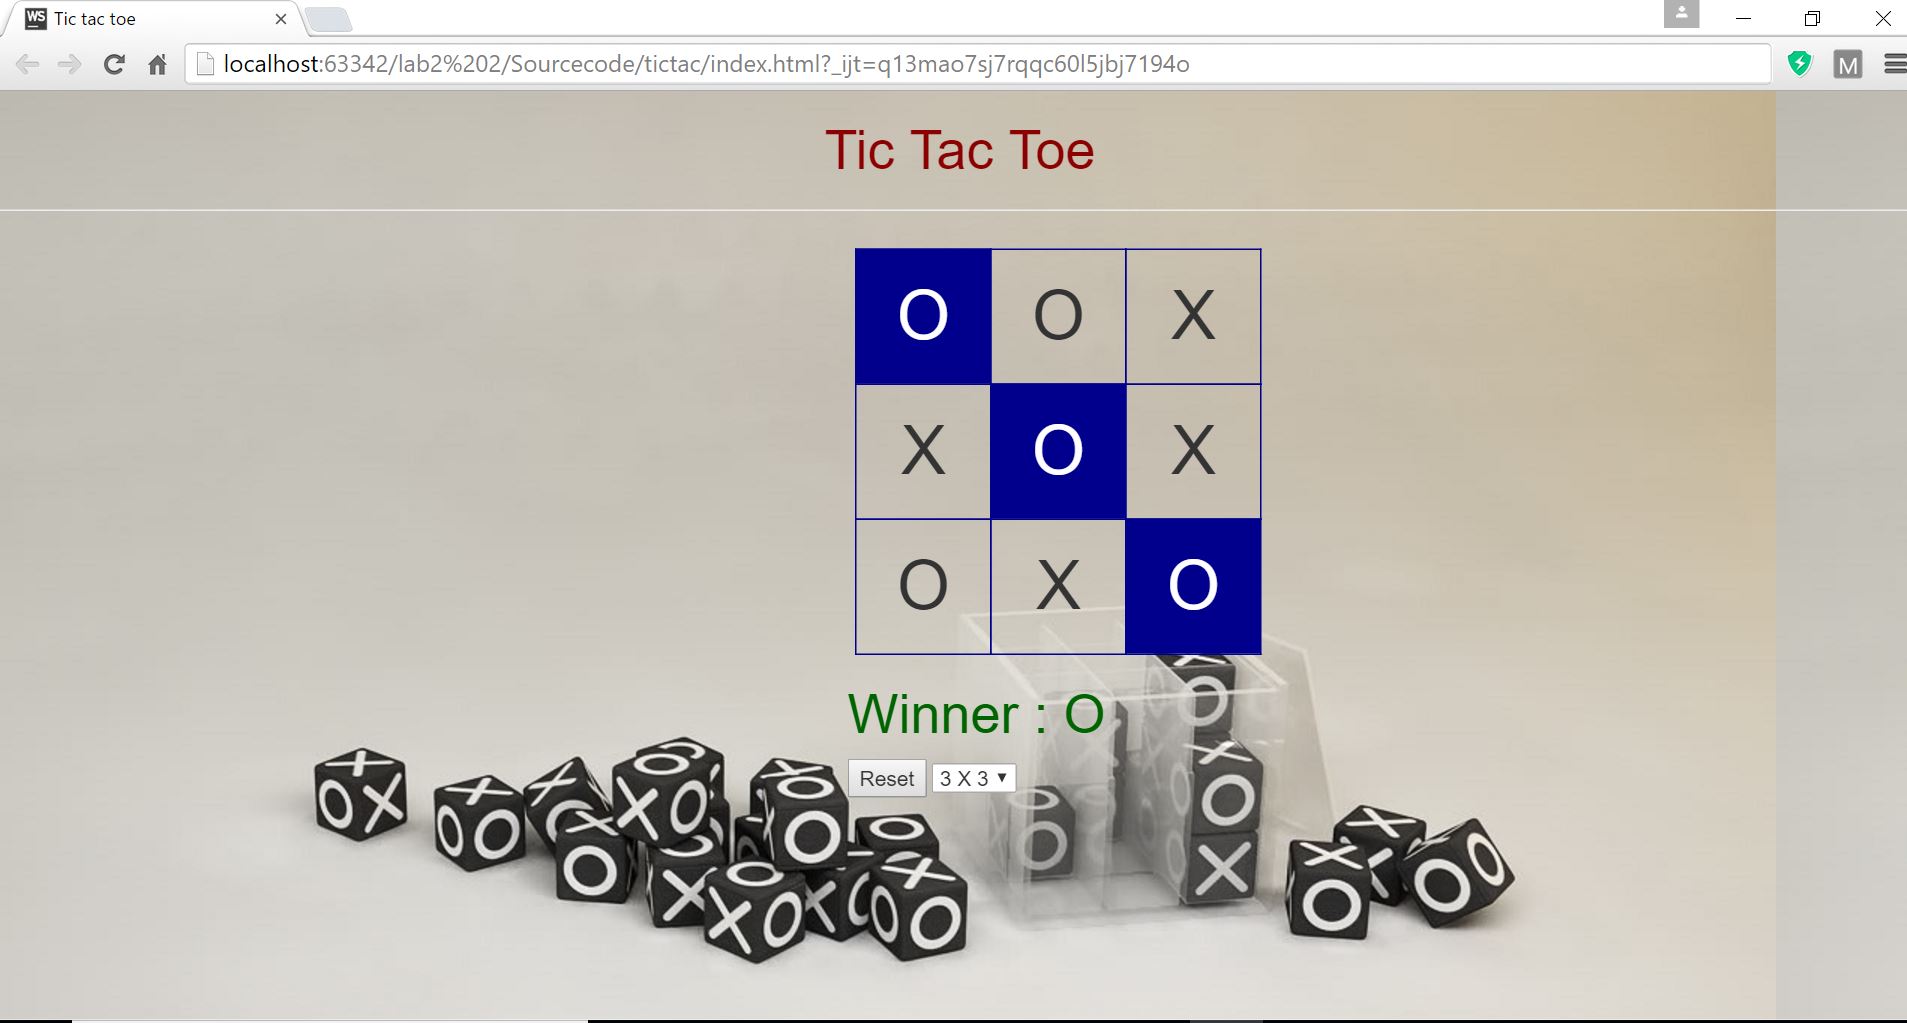 WS Tic tac toe
localhost:63342/lab2%202/Sourcecode/tictac/index.html?_ijt=q13mao7sj7rqqc60l5jbj7194o
M
Tic Tac Toe
O O X
X O X
O X O
Winner : O
Reset 3 X 3